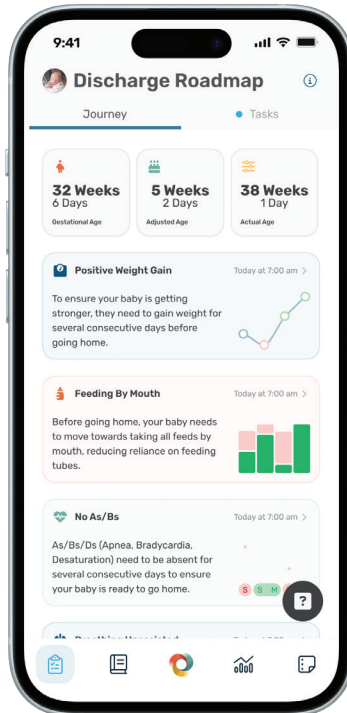 9:41
Discharge Roadmap
Journey
Tasks
32 Weeks
6 Days
Gestational Age
5 Weeks
2 Days
Adjusted Age
38 Weeks
1 Day
Actual Age
Positive Weight Gain
Today at 7:00 am >
To ensure your baby is getting
stronger, they need to gain weight for
several consecutive days before
going home.
Feeding By Mouth
Today at 7:00 am >
Before going home, your baby needs
to move towards taking all feeds by
mouth, reducing reliance on feeding
tubes.
No As/Bs
Today at 7:00 am >
As/Bs/Ds (Apnea, Bradycardia,
Desaturation) need to be absent for
several consecutive days to ensure
your baby is ready to go home.
S S M
?